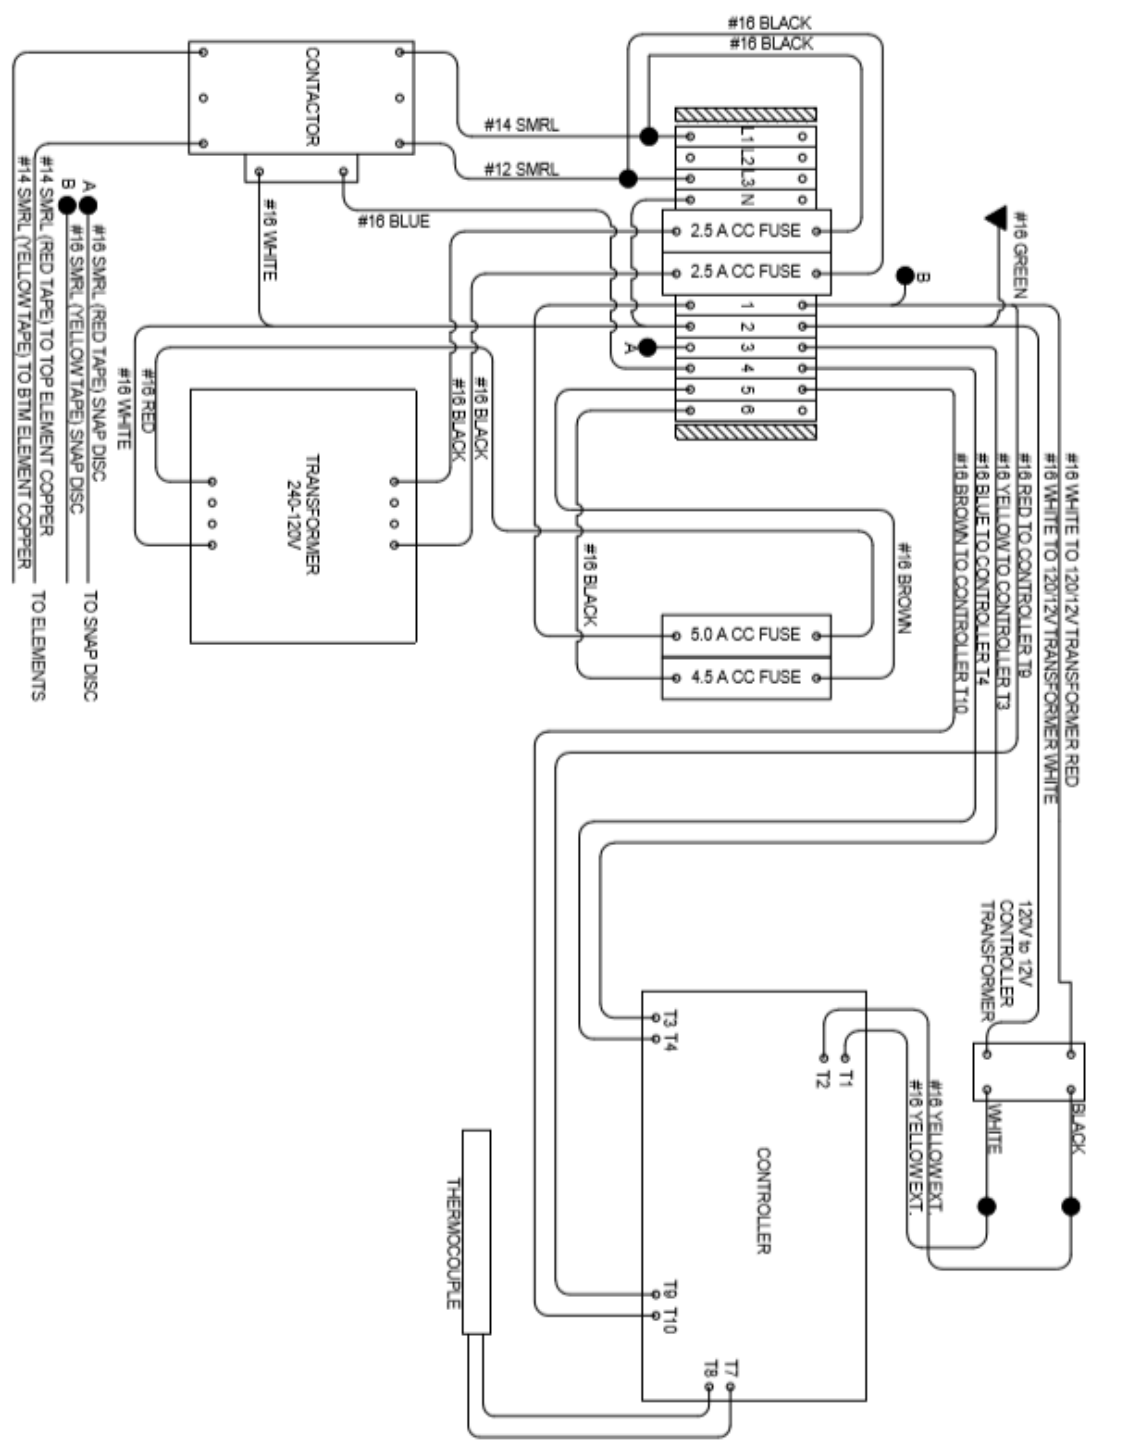 #16 BLACK
#16 BLACK
CONTACTOR
#14 SMRL
#12 SMRL
L1
L2
L3
N
#16 BLUE
#16 WHITE
2.5 A CC FUSE
2.5 A CC FUSE
#16 GREEN
B
A
1
2
3
4
5
6
A
B
#16 SMRL (RED TAPE) SNAP DISC
#16 SMRL (YELLOW TAPE) SNAP DISC
#14 SMRL (RED TAPE) TO TOP ELEMENT COPPER
#14 SMRL (YELLOW TAPE) TO BTM ELEMENT COPPER
TO SNAP DISC
TO ELEMENTS
#16 RED
#16 WHITE
#16 BLACK
#16 BLACK
TRANSFORMER
240-120V
#16 BLACK
#16 BROWN
5.0 A CC FUSE
4.5 A CC FUSE
#16 WHITE TO 120/12V TRANSFORMER RED
#16 WHITE TO 120/12V TRANSFORMER WHITE
#16 RED TO CONTROLLER T9
#16 YELLOW TO CONTROLLER T3
#16 BLUE TO CONTROLLER T4
#16 BROWN TO CONTROLLER T10
120V to 12V
CONTROLLER
TRANSFORMER
BLACK
WHITE
#16 YELLOW EXT.
#16 YELLOW EXT.
T3
T4
T1
T2
CONTROLLER
T9
T10
T7
T8
THERMOCOUPLE